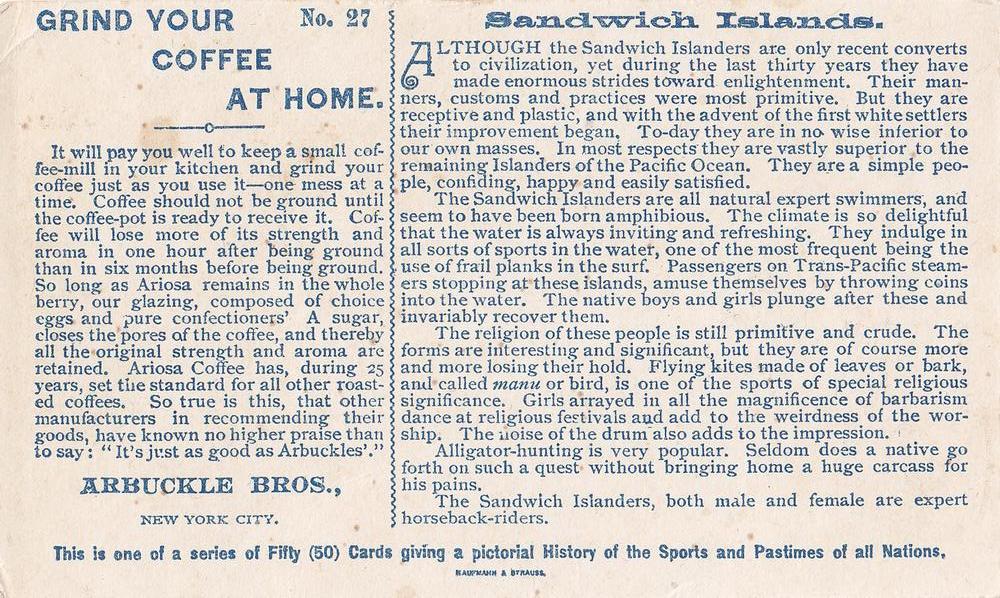 GRIND YOUR No. 27
COFFEE
AT HOME.
It will pay you well to keep a small cof-
fee-mill in your kitchen and grind your
coffee just as you use it—one mess at a
time. Coffee should not be ground until
the coffee-pot is ready to receive it. Cof-
fee will lose more of its strength and
aroma in one hour after being ground
than in six months before being ground.
So long as Ariosa remains in the whole
berry, our glazing, composed of choice
eggs and pure confectioners' A sugar,
closes the pores of the coffee, and thereby
all the original strength and aroma are
retained. Ariosa Coffee has, during 25
years, set the standard for all other roast-
ed coffees. So true is this, that other
manufacturers in recommending their
goods, have known no higher praise than
to say: "It's just as good as Arbuckles'."
ARBUCKLE BROS.,
NEW YORK CITY.
Sandwich Islands.
ALTHOUGH the Sandwich Islanders are only recent converts
to civilization, yet during the last thirty years they have
made enormous strides toward enlightenment. Their man-
ners, customs and practices were most primitive. But they are
receptive and plastic, and with the advent of the first white settlers
their improvement began. To-day they are in no wise inferior to
our own masses. In most respects they are vastly superior to the
remaining Islanders of the Pacific Ocean. They are a simple peo-
ple, confiding, happy and easily satisfied.
The Sandwich Islanders are all natural expert swimmers, and
seem to have been born amphibious. The climate is so delightful
that the water is always inviting and refreshing. They indulge in
all sorts of sports in the water, one of the most frequent being the
use of frail planks in the surf. Passengers on Trans-Pacific steam-
ers stopping at these islands, amuse themselves by throwing coins
into the water. The native boys and girls plunge after these and
invariably recover them.
The religion of these people is still primitive and crude. The
forms are interesting and significant, but they are of course more
and more losing their hold. Flying kites made of leaves or bark,
and called manu or bird, is one of the sports of special religious
significance. Girls arrayed in all the magnificence of barbarism
dance at religious festivals and add to the weirdness of the wor-
ship. The noise of the drum also adds to the impression.
Alligator-hunting is very popular. Seldom does a native go
forth on such a quest without bringing home a huge carcass for
his pains.
The Sandwich Islanders, both male and female are expert
horseback-riders.
This is one of a series of Fifty (50) Cards giving a pictorial History of the Sports and Pastimes of all Nations.
KAUFMANN & STRAUSS.